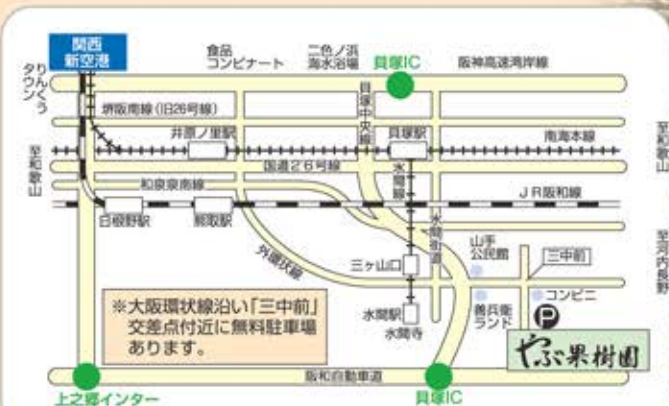 関西
新空港
食品
コンビナート
二色ノ浜
海水浴場
貝塚IC
阪神高速湾岸線
りんくう
タウン
堺阪南線(旧26号線)
貝塚中央線
至和歌山
井原ノ里駅
貝塚駅
南海本線
至和歌山
国道26号線
水間線
和泉泉南線
JR阪和線
日根野駅
熊取駅
水間街道
外環状線
三ヶ山口
山手
公民館
三中前
至河内長野
水間駅
水間寺
善兵衛
ランド
コンビニ
P
※大阪環状線沿い「三中前」
交差点付近に無料駐車場
あります。
やぶ果樹園
阪和自動車道
上之郷インター
貝塚IC